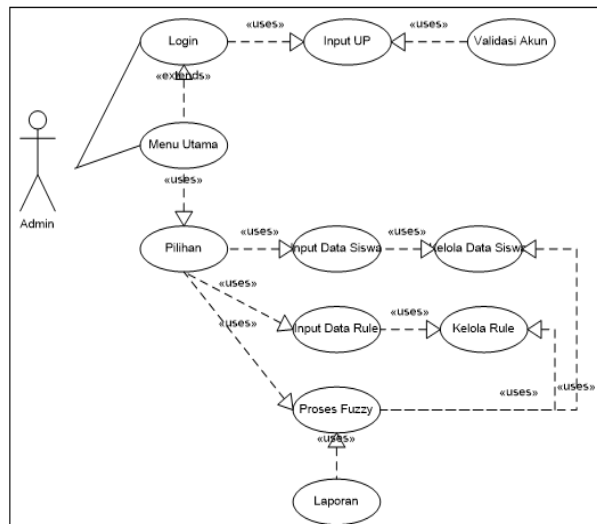 «uses»
«uses»
Login
Input UP
Validasi Akun
«extends»
Menu Utama
«uses»
Admin
«uses»
«uses»
Pilihan
Input Data Siswa
Kelola Data Siswa
«uses»
«uses»
«uses»
Input Data Rule
Kelola Rule
«uses»
«uses»
Proses Fuzzy
«uses»
«uses»
Laporan